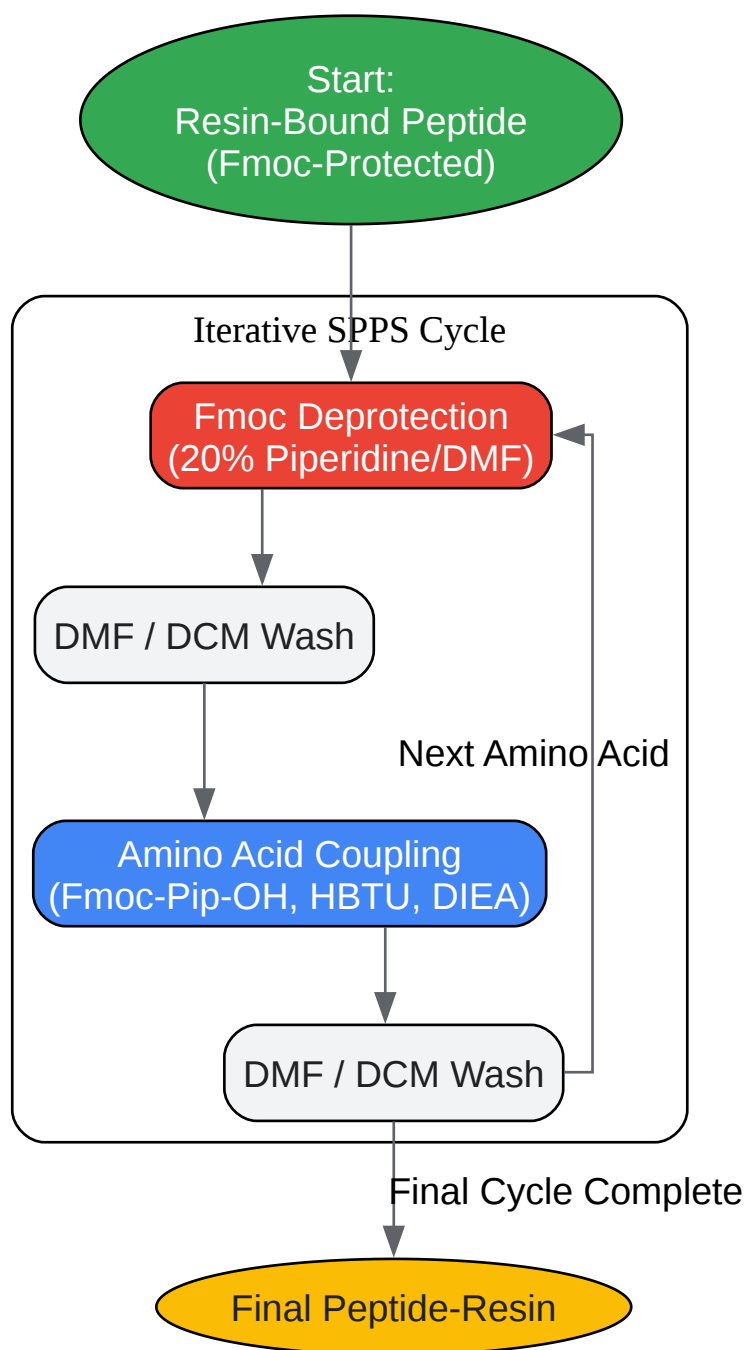 Start:
Resin-Bound Peptide
(Fmoc-Protected)
Iterative SPPS Cycle
Fmoc Deprotection
(20% Piperidine/DMF)
DMF / DCM Wash
Next Amino Acid
Amino Acid Coupling
(Fmoc-Pip-OH, HBTU, DIEA)
DMF / DCM Wash
Final Cycle Complete
Final Peptide-Resin